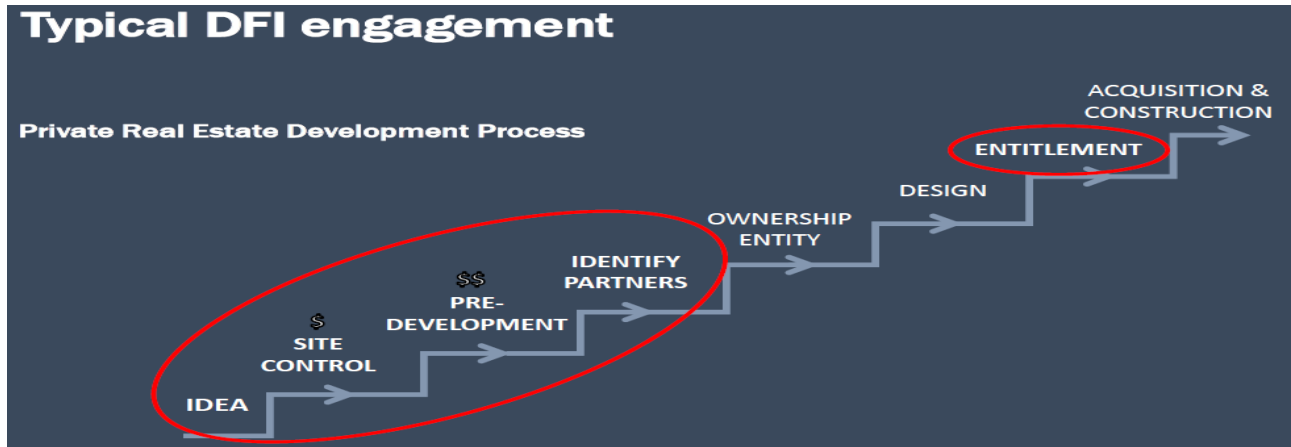 Typical DFI engagement
Private Real Estate Development Process
IDEA
$
SITE
CONTROL
$$
PRE-
DEVELOPMENT
IDENTIFY
PARTNERS
OWNERSHIP
ENTITY
DESIGN
ENTITLEMENT
ACQUISITION &
CONSTRUCTION